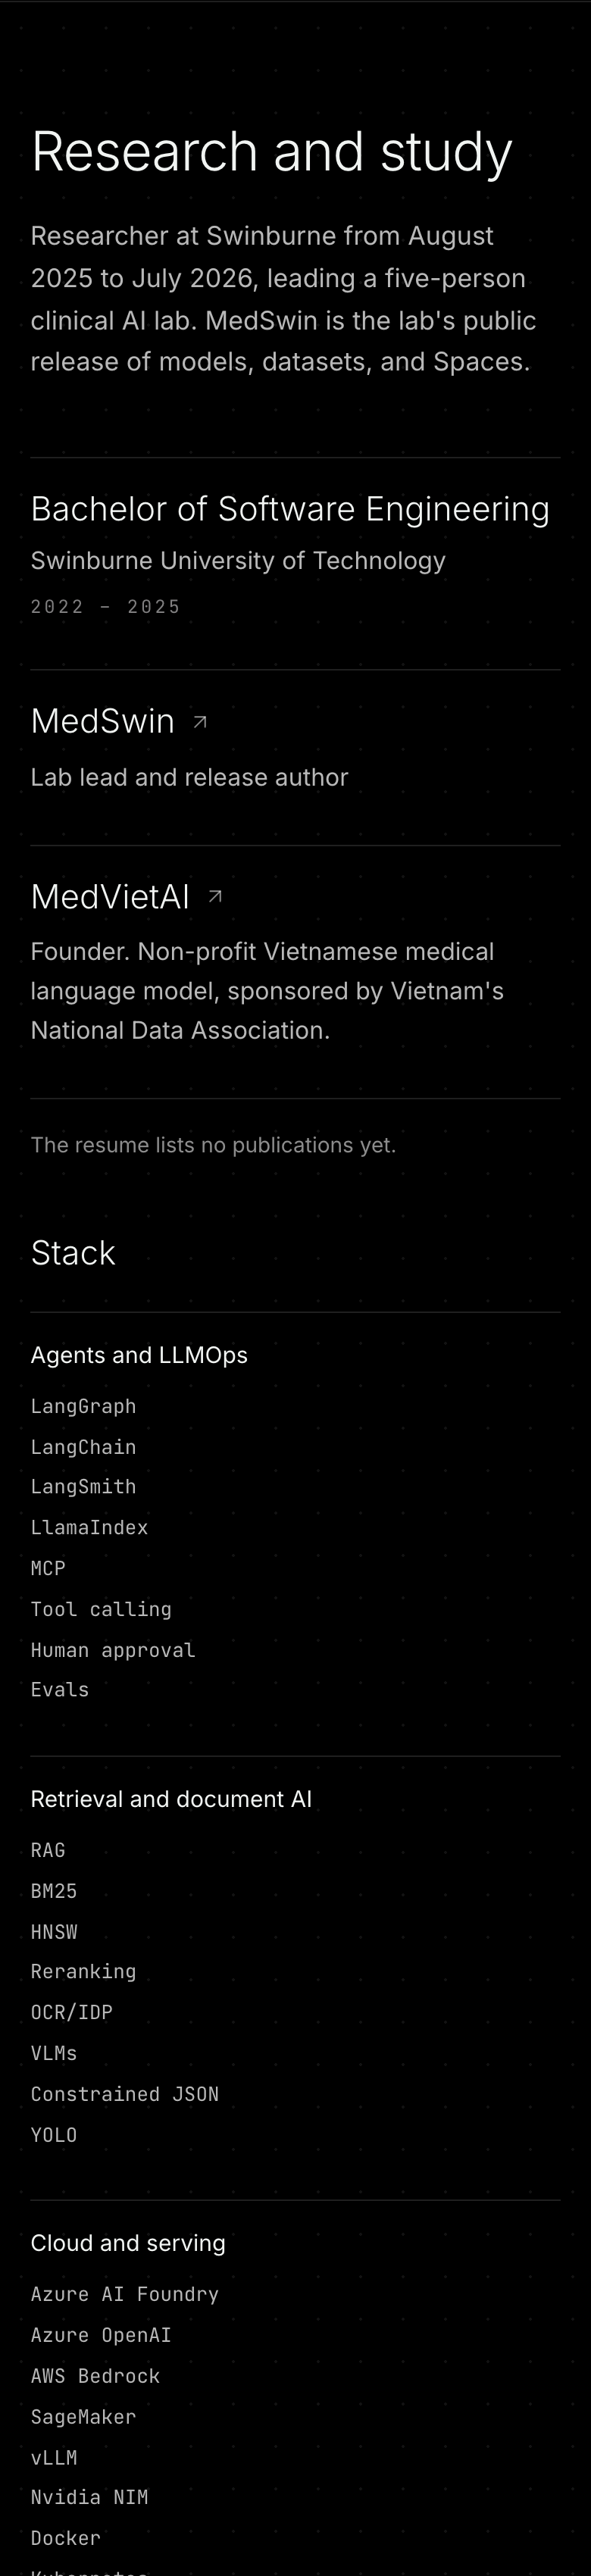 Research and study
Researcher at Swinburne from August
2025 to July 2026, leading a five-person
clinical AI lab. MedSwin is the lab's public
release of models, datasets, and Spaces.
Bachelor of Software Engineering
Swinburne University of Technology
2022 – 2025
MedSwin ↗
Lab lead and release author
MedVietAI ↗
Founder. Non-profit Vietnamese medical
language model, sponsored by Vietnam's
National Data Association.
The resume lists no publications yet.
Stack
Agents and LLMOps
LangGraph
LangChain
LangSmith
LlamaIndex
MCP
Tool calling
Human approval
Evals
Retrieval and document AI
RAG
BM25
HNSW
Reranking
OCR/IDP
VLMs
Constrained JSON
YOLO
Cloud and serving
Azure AI Foundry
Azure OpenAI
AWS Bedrock
SageMaker
vLLM
Nvidia NIM
Docker